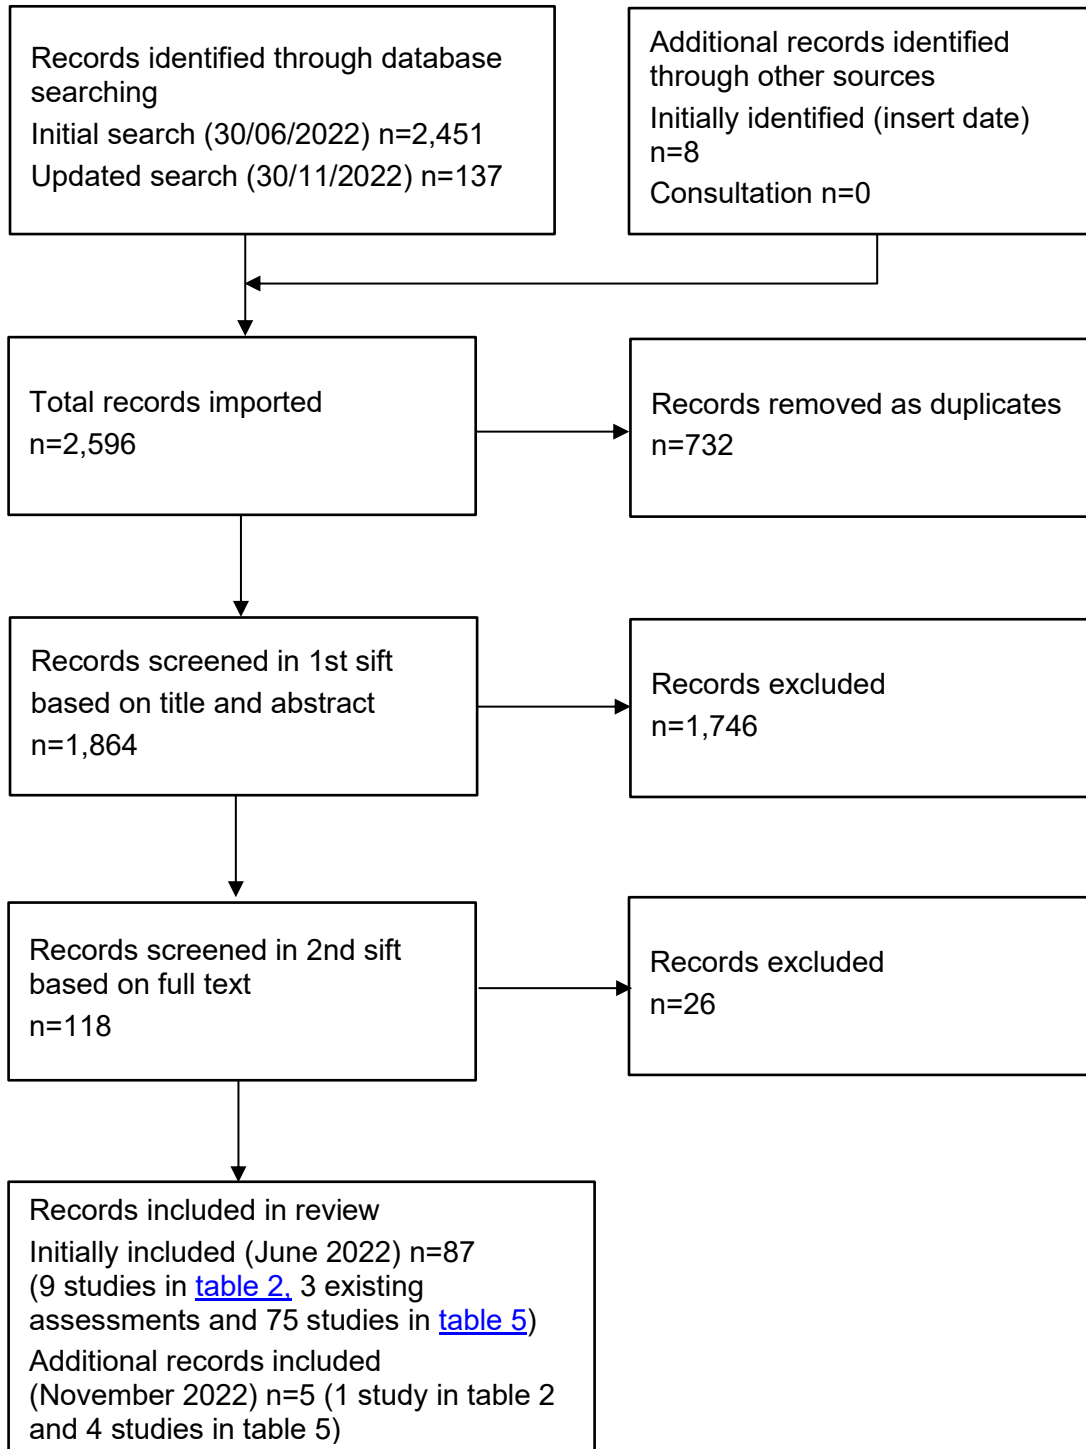 Records identified through database
searching
Initial search (30/06/2022) n=2,451
Updated search (30/11/2022) n=137
Additional records identified
through other sources
Initially identified (insert date)
n=8
Consultation n=0
Total records imported
n=2,596
Records removed as duplicates
n=732
Records screened in 1st sift
based on title and abstract
n=1,864
Records excluded
n=1,746
Records screened in 2nd sift
based on full text
n=118
Records excluded
n=26
Records included in review
Initially included (June 2022) n=87
(9 studies in table 2, 3 existing
assessments and 75 studies in table 5)
Additional records included
(November 2022) n=5 (1 study in table 2
and 4 studies in table 5)